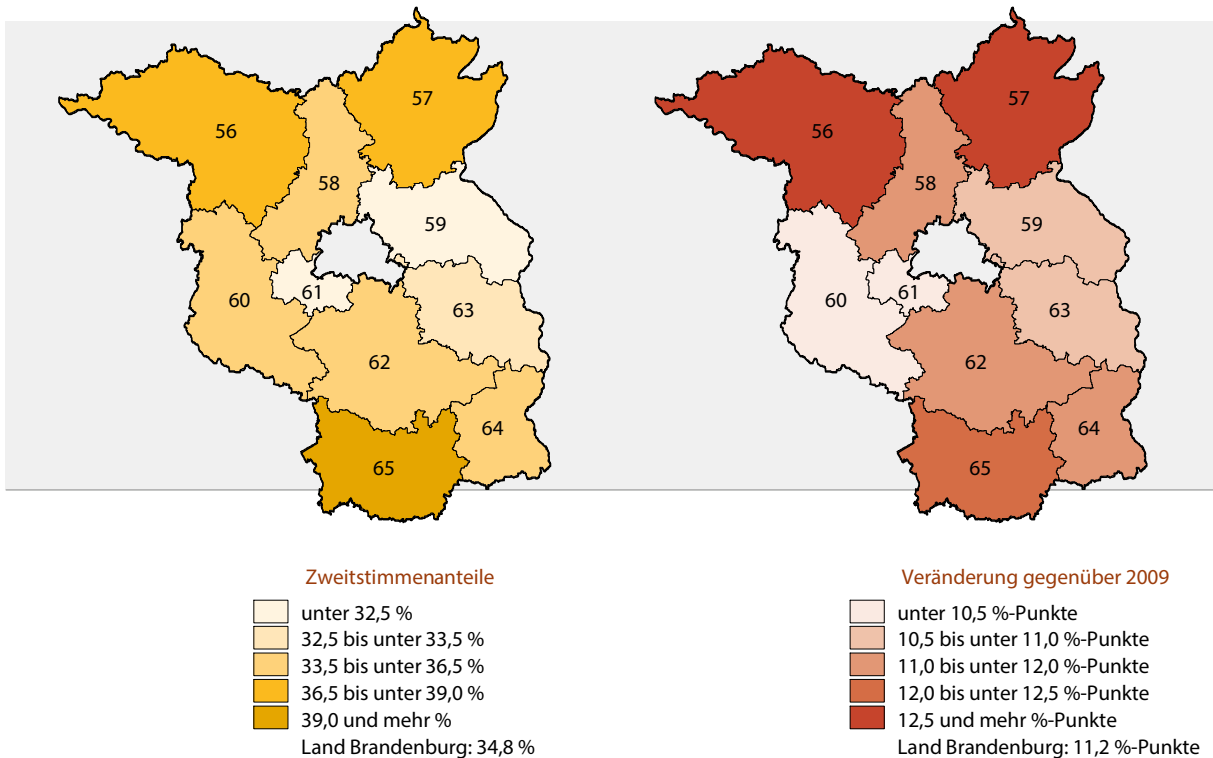 57
56
58
59
60
61
63
62
64
65
57
56
58
59
60
61
63
62
64
65
Zweitstimmenanteile
unter 32,5 %
32,5 bis unter 33,5 %
33,5 bis unter 36,5 %
36,5 bis unter 39,0 %
39,0 und mehr %
Land Brandenburg: 34,8 %
Veränderung gegenüber 2009
unter 10,5 %-Punkte
10,5 bis unter 11,0 %-Punkte
11,0 bis unter 12,0 %-Punkte
12,0 bis unter 12,5 %-Punkte
12,5 und mehr %-Punkte
Land Brandenburg: 11,2 %-Punkte